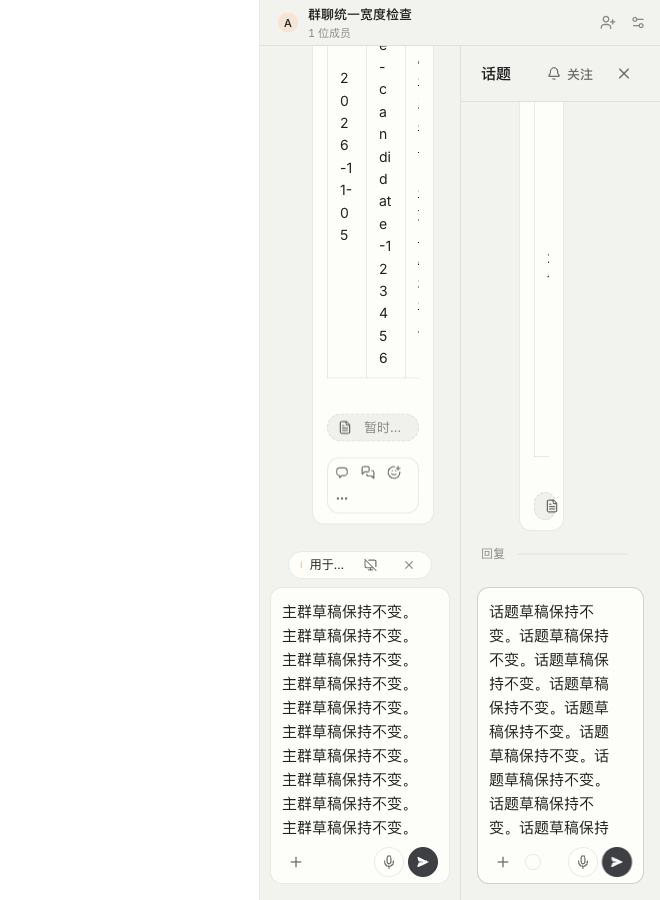 A
群聊统一宽度检查
1 位成员
e
-
c
a
n
di
d
at
e
-1
2
3
4
5
6
2
0
2
6
-1
1-
0
5
暂时...
用于...
主群草稿保持不变。
主群草稿保持不变。
主群草稿保持不变。
主群草稿保持不变。
主群草稿保持不变。
主群草稿保持不变。
主群草稿保持不变。
主群草稿保持不变。
主群草稿保持不变。
主群草稿保持不变。
话题
关注
回复
话题草稿保持不
变。话题草稿保持
不变。话题草稿保
持不变。话题草稿
保持不变。话题草
稿保持不变。话题
草稿保持不变。话
题草稿保持不变。
话题草稿保持不
变。话题草稿保持